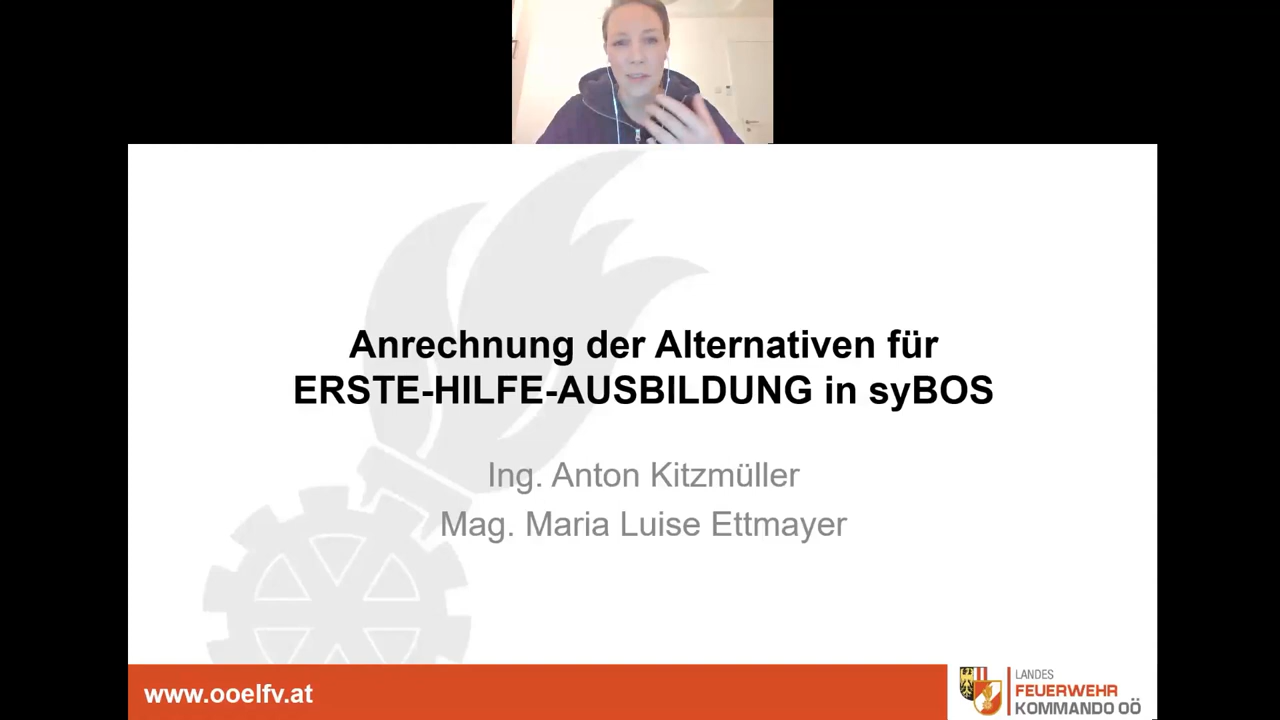 Anrechnung der Alternativen für
ERSTE-HILFE-AUSBILDUNG in syBOS
Ing. Anton Kitzmüller
Mag. Maria Luise Ettmayer
www.ooelfv.at
LANDES
FEUERWEHR
KOMMANDO OÖ